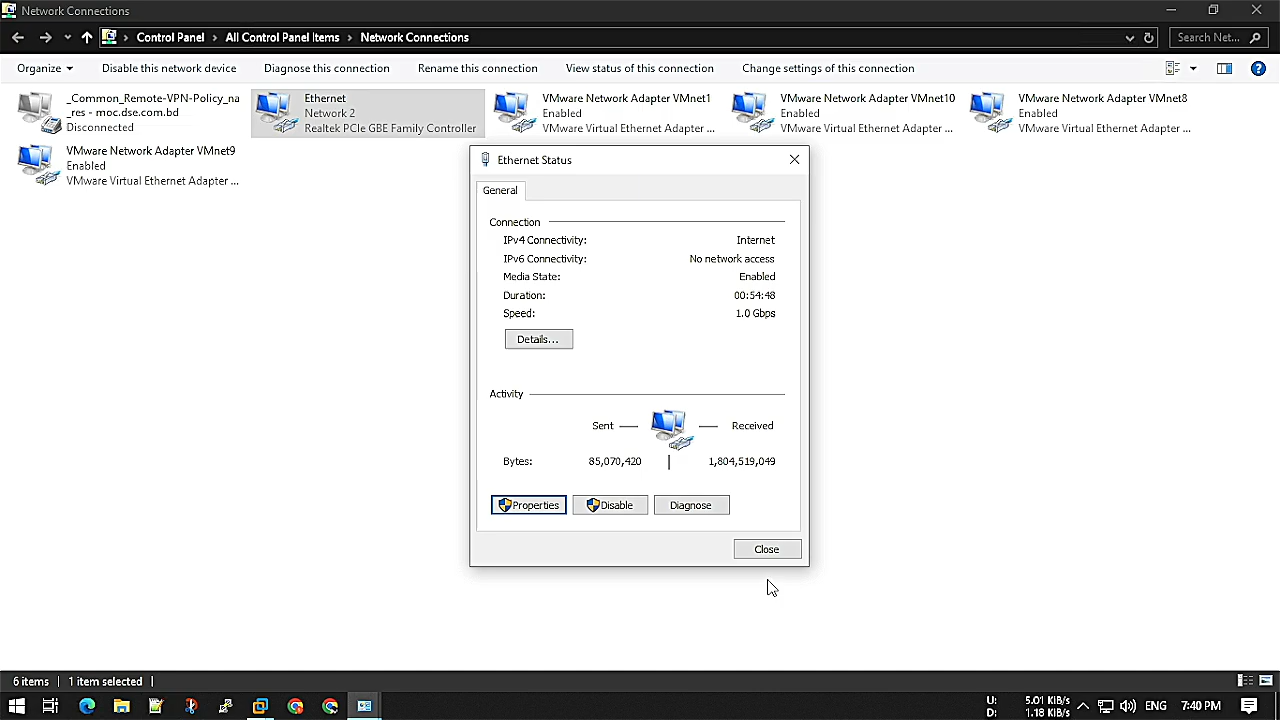 Network Connections
Control Panel > All Control Panel Items > Network Connections
Search Net...
Organize
Disable this network device
Diagnose this connection
Rename this connection
View status of this connection
Change settings of this connection
_Common_Remote-VPN-Policy_na
_res - moc.dse.com.bd
Disconnected
Ethernet
Network 2
Realtek PCIe GBE Family Controller
VMware Network Adapter VMnet1
Enabled
VMware Virtual Ethernet Adapter ...
VMware Network Adapter VMnet10
Enabled
VMware Virtual Ethernet Adapter ...
VMware Network Adapter VMnet8
Enabled
VMware Virtual Ethernet Adapter ...
VMware Network Adapter VMnet9
Enabled
VMware Virtual Ethernet Adapter ...
Ethernet Status
General
Connection
IPv4 Connectivity: Internet
IPv6 Connectivity: No network access
Media State: Enabled
Duration: 00:54:48
Speed: 1.0 Gbps
Details...
Activity
Sent — — Received
Bytes: 85,070,420 | 1,804,519,049
Properties
Disable
Diagnose
Close
6 items | 1 item selected |
U: 5.01 KiB/s
D: 1.18 KiB/s
ENG
7:40 PM